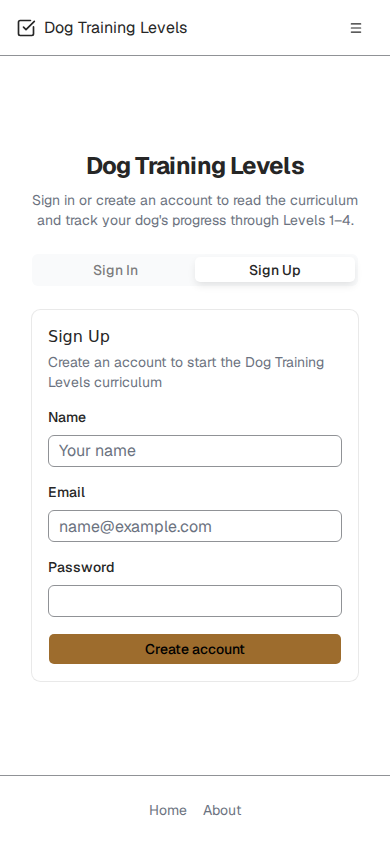 Dog Training Levels
Dog Training Levels
Sign in or create an account to read the curriculum
and track your dog's progress through Levels 1–4.
Sign In
Sign Up
Sign Up
Create an account to start the Dog Training
Levels curriculum
Name
Your name
Email
name@example.com
Password
Create account
Home
About